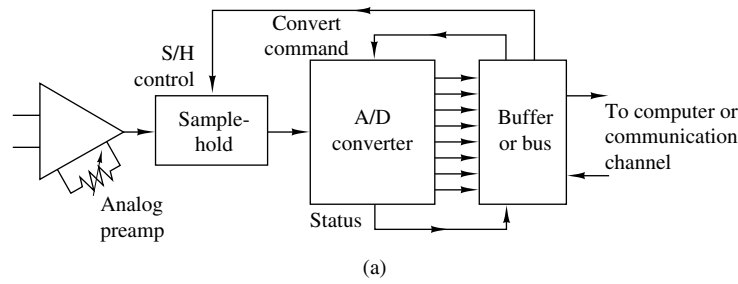 Convert
command
S/H
control
Sample-
hold
A/D
converter
Buffer
or bus
To computer or
communication
channel
Analog
preamp
Status
(a)